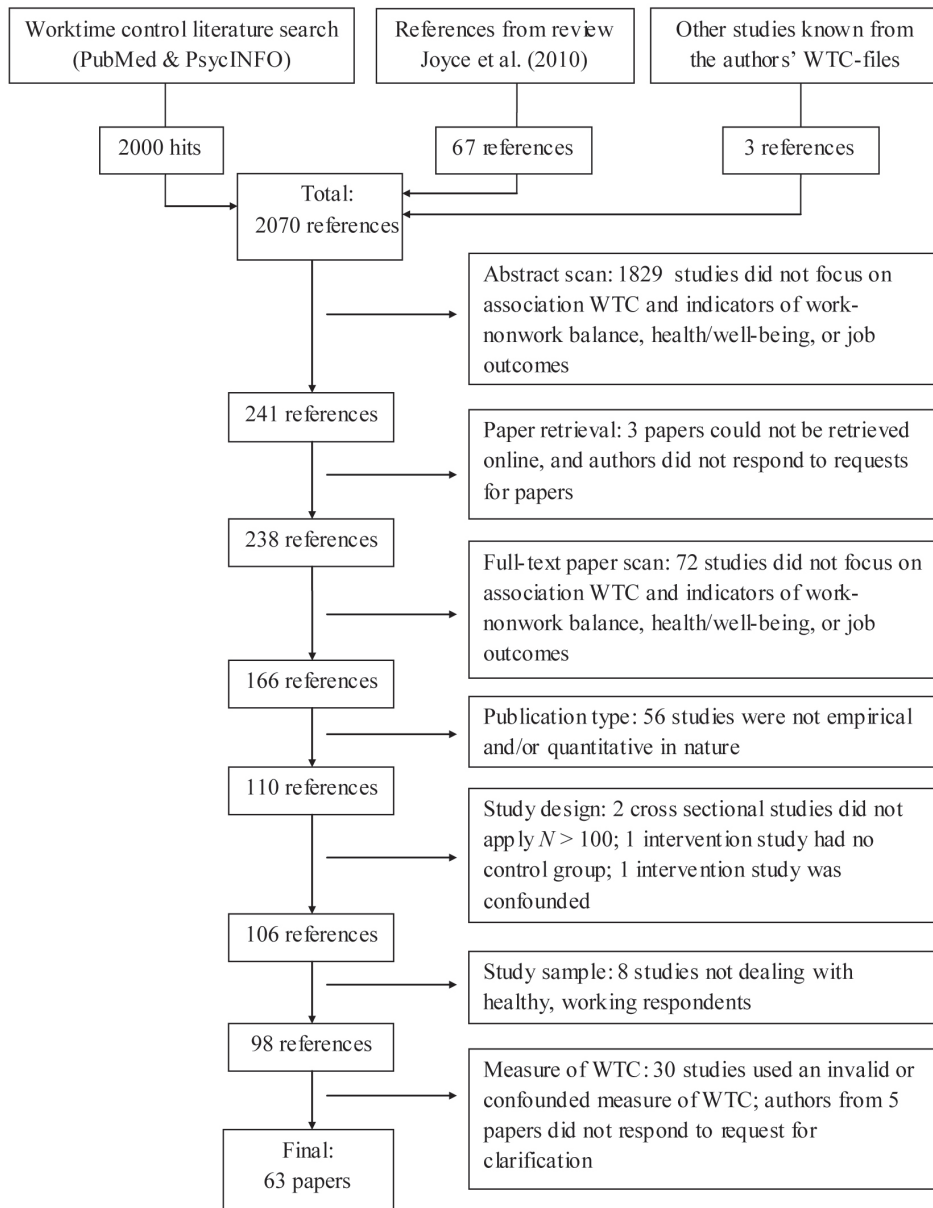 Worktime control literature search
(PubMed & PsycINFO)
References from review
Joyce et al. (2010)
Other studies known from
the authors' WTC-files
2000 hits
67 references
3 references
Total:
2070 references
Abstract scan: 1829 studies did not focus on
association WTC and indicators of work-
nonwork balance, health/well-being, or job
outcomes
241 references
Paper retrieval: 3 papers could not be retrieved
online, and authors did not respond to requests
for papers
238 references
Full-text paper scan: 72 studies did not focus on
association WTC and indicators of work-
nonwork balance, health/well-being, or job
outcomes
166 references
Publication type: 56 studies were not empirical
and/or quantitative in nature
110 references
Study design: 2 cross sectional studies did not
apply N > 100; 1 intervention study had no
control group; 1 intervention study was
confounded
106 references
Study sample: 8 studies not dealing with
healthy, working respondents
98 references
Measure of WTC: 30 studies used an invalid or
confounded measure of WTC; authors from 5
papers did not respond to request for
clarification
Final:
63 papers